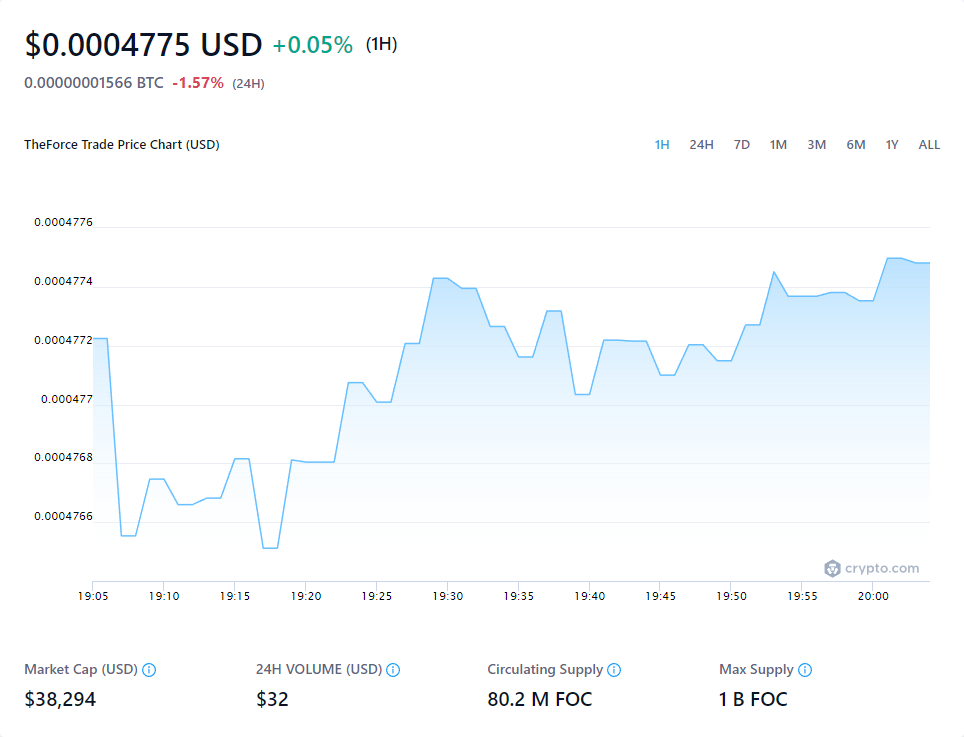 $0.0004775 USD +0.05% (1H)
0.00000001566 BTC -1.57% (24H)
TheForce Trade Price Chart (USD)
1H 24H 7D 1M 3M 6M 1Y ALL
0.0004776
0.0004774
0.0004772
0.000477
0.0004768
0.0004766
crypto.com
19:05 19:10 19:15 19:20 19:25 19:30 19:35 19:40 19:45 19:50 19:55 20:00
Market Cap (USD) 24H VOLUME (USD) Circulating Supply Max Supply
$38,294 $32 80.2 M FOC 1 B FOC